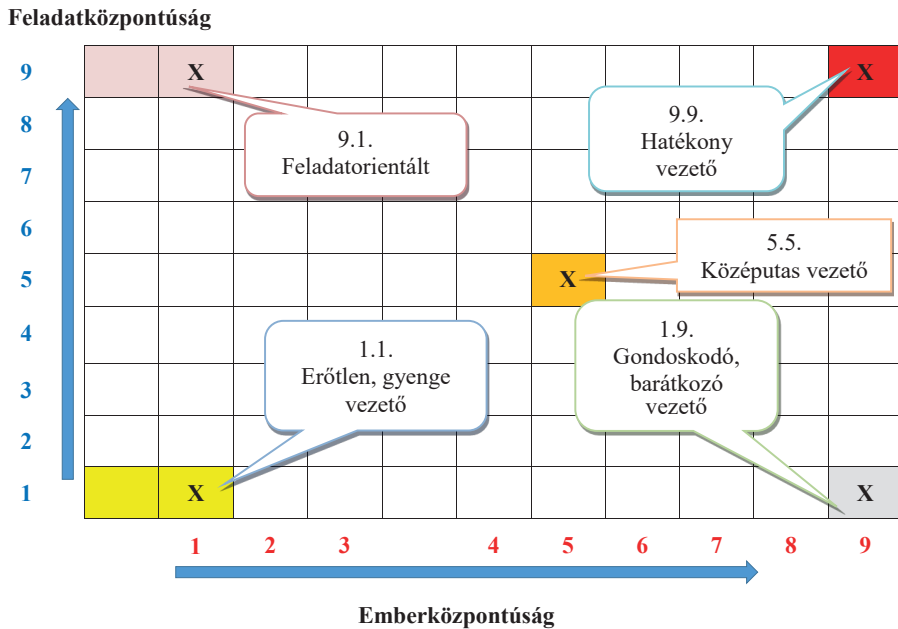 Feladatközpontúság
9
X
X
8
9.1.
Feladatorientált
9.9.
Hatékony
vezető
7
6
5
X
5.5.
Középutas vezető
4
1.1.
Erőtlen, gyenge
vezető
1.9.
Gondoskodó,
barátkozó
vezető
3
2
1
X
X
1 2 3 4 5 6 7 8 9
Emberközpontúság